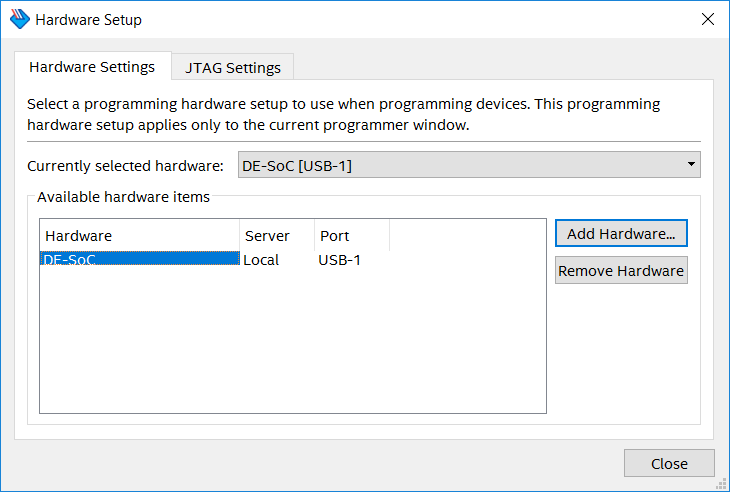 Hardware Setup
Hardware Settings
JTAG Settings
Select a programming hardware setup to use when programming devices. This programming
hardware setup applies only to the current programmer window.
Currently selected hardware: DE-SoC [USB-1]
Available hardware items
Hardware Server Port
DE-SoC Local USB-1
Add Hardware...
Remove Hardware
Close